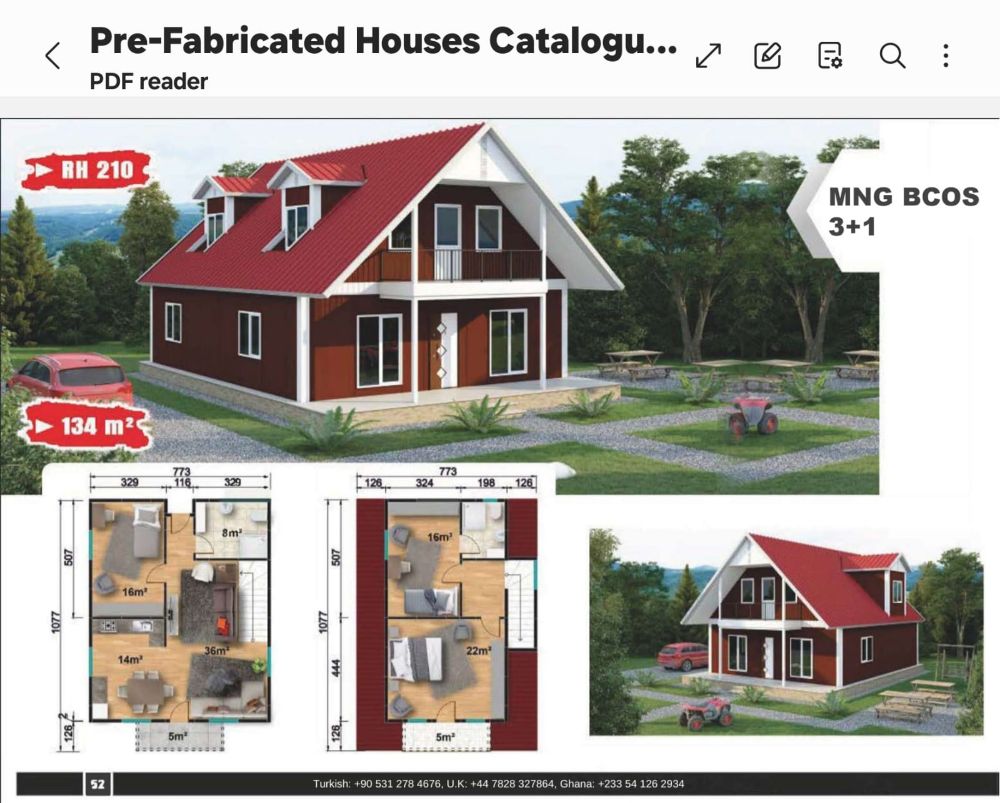 Pre-Fabricated Houses Catalogu...
PDF reader
RH 210
MNG BCOS
3+1
134 m²
773
329 116 329
507
1077
126,2
8m²
16m²
36m²
14m²
5m²
773
126 324 198 126
507
1077
444
126
16m²
22m²
5m²
52
Turkish: +90 531 278 4676, U.K: +44 7828 327864, Ghana: +233 54 126 2934